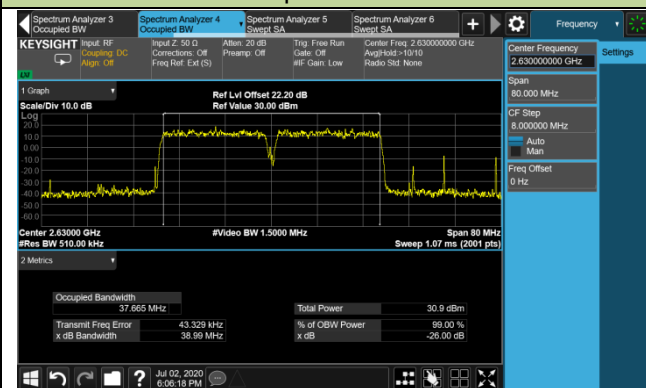 Spectrum Analyzer 3
Occupied BW
Spectrum Analyzer 4
Occupied BW
Spectrum Analyzer 5
Swept SA
Spectrum Analyzer 6
Swept SA
Frequency
KEYSIGHT
Input: RF
Coupling: DC
Align: Off
Input Z: 50 Ω
Corrections: Off
Freq Ref: Ext (S)
Atten: 20 dB
Preamp: Off
Trig: Free Run
Gate: Off
#IF Gain: Low
Center Freq: 2.630000000 GHz
Avg|Hold:>10/10
Radio Std: None
LXI
1 Graph
Scale/Div 10.0 dB
Ref Lvl Offset 22.20 dB
Ref Value 30.00 dBm
Log
20.0
10.0
0.00
-10.0
-20.0
-30.0
-40.0
-50.0
-60.0
Center 2.63000 GHz
#Res BW 510.00 kHz
#Video BW 1.5000 MHz
Span 80 MHz
Sweep 1.07 ms (2001 pts)
2 Metrics
Occupied Bandwidth
37.665 MHz
Total Power 30.9 dBm
Transmit Freq Error 43.329 kHz
% of OBW Power 99.00 %
x dB Bandwidth 38.99 MHz
x dB -26.00 dB
Center Frequency
2.630000000 GHz
Settings
Span
80.000 MHz
CF Step
8.000000 MHz
Auto
Man
Freq Offset
0 Hz
?
Jul 02, 2020
6:06:18 PM